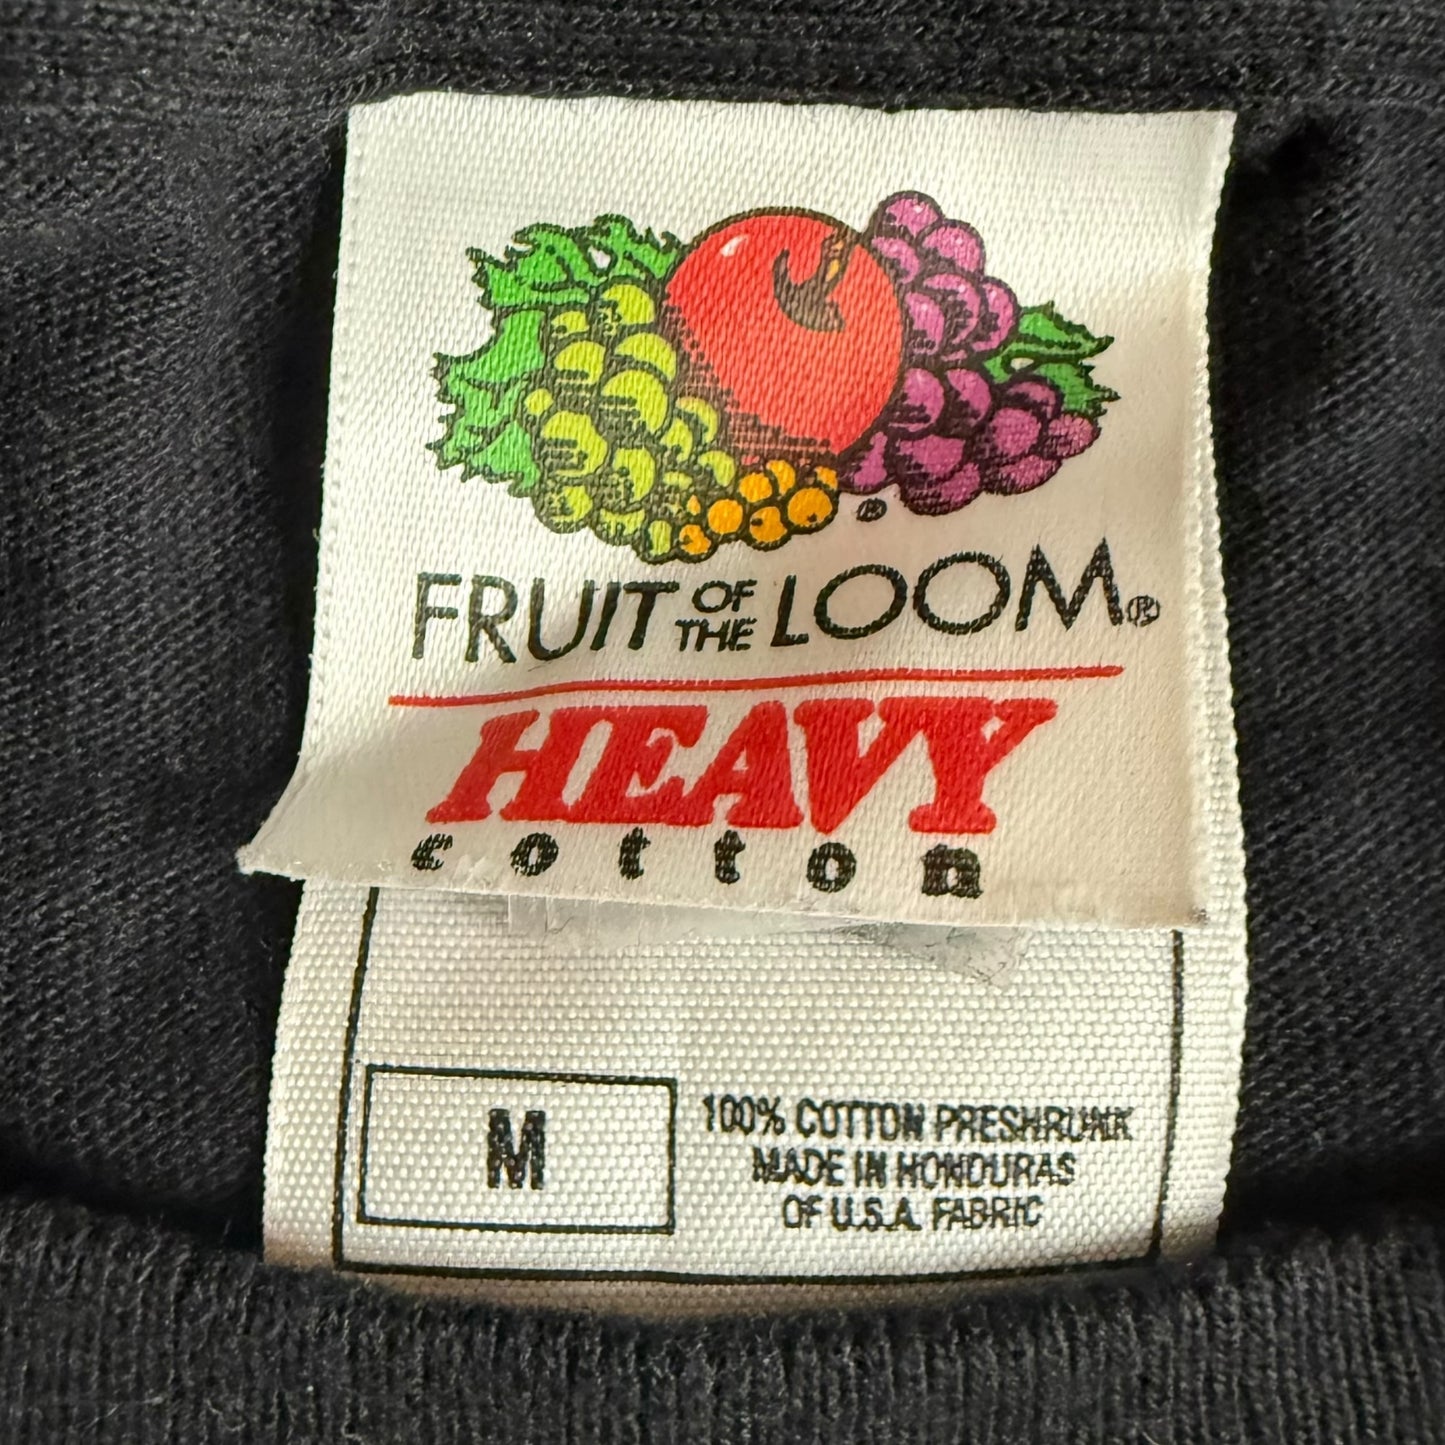 ®
FRUIT OF THE LOOM®
HEAVY
cotton
M
100% COTTON PRESHRUNK
MADE IN HONDURAS
OF U.S.A. FABRIC